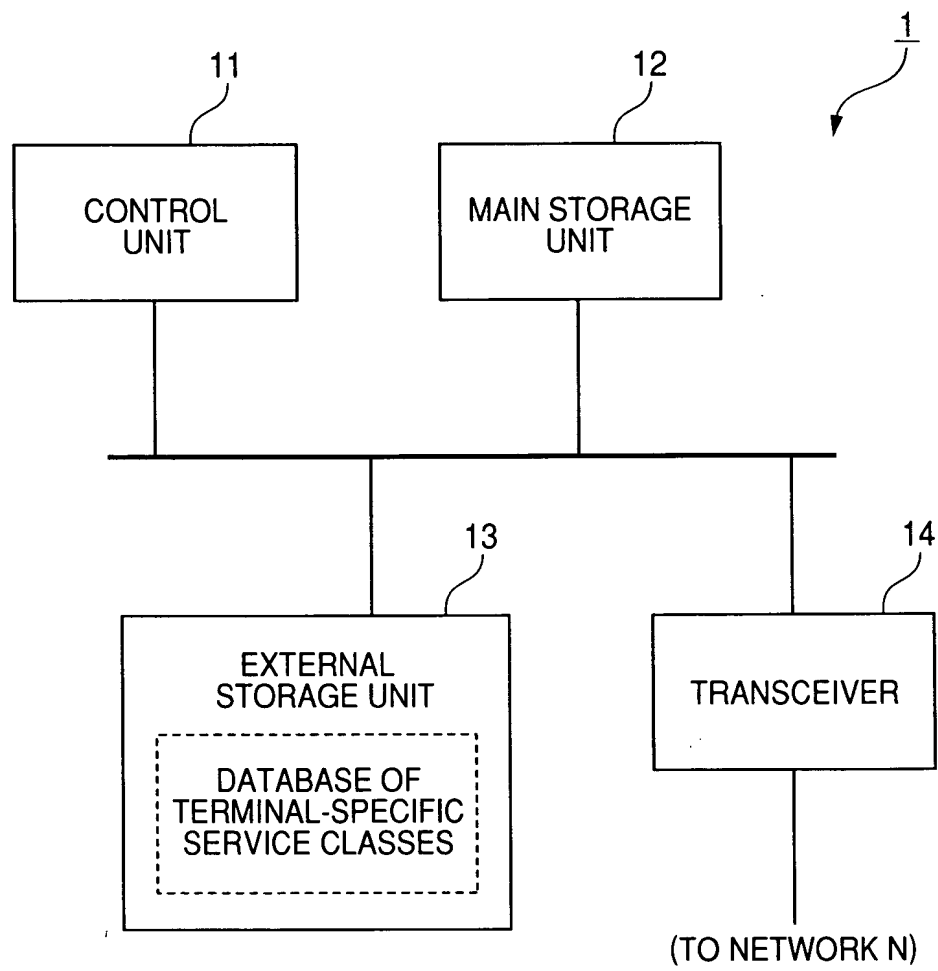 1
11
12
CONTROL
UNIT
MAIN STORAGE
UNIT
13
14
EXTERNAL
STORAGE UNIT
TRANSCEIVER
DATABASE OF
TERMINAL-SPECIFIC
SERVICE CLASSES
(TO NETWORK N)